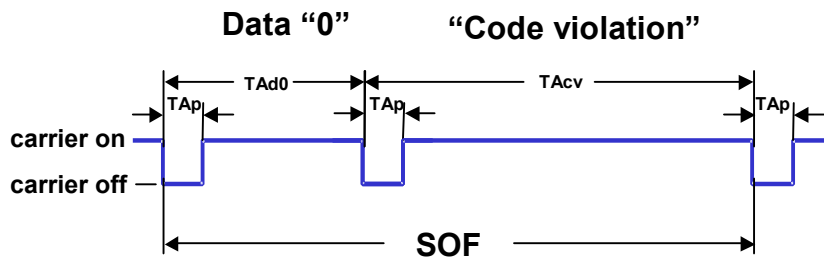 Data “0” “Code violation”
TAd0 TAcv
TAp TAp TAp
carrier on
carrier off
SOF